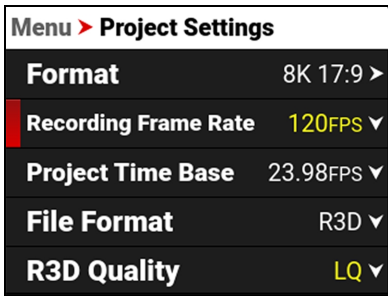 Menu Project Settings
Format 8K 17:9
Recording Frame Rate 120FPS
Project Time Base 23.98FPS
File Format R3D
R3D Quality LQ